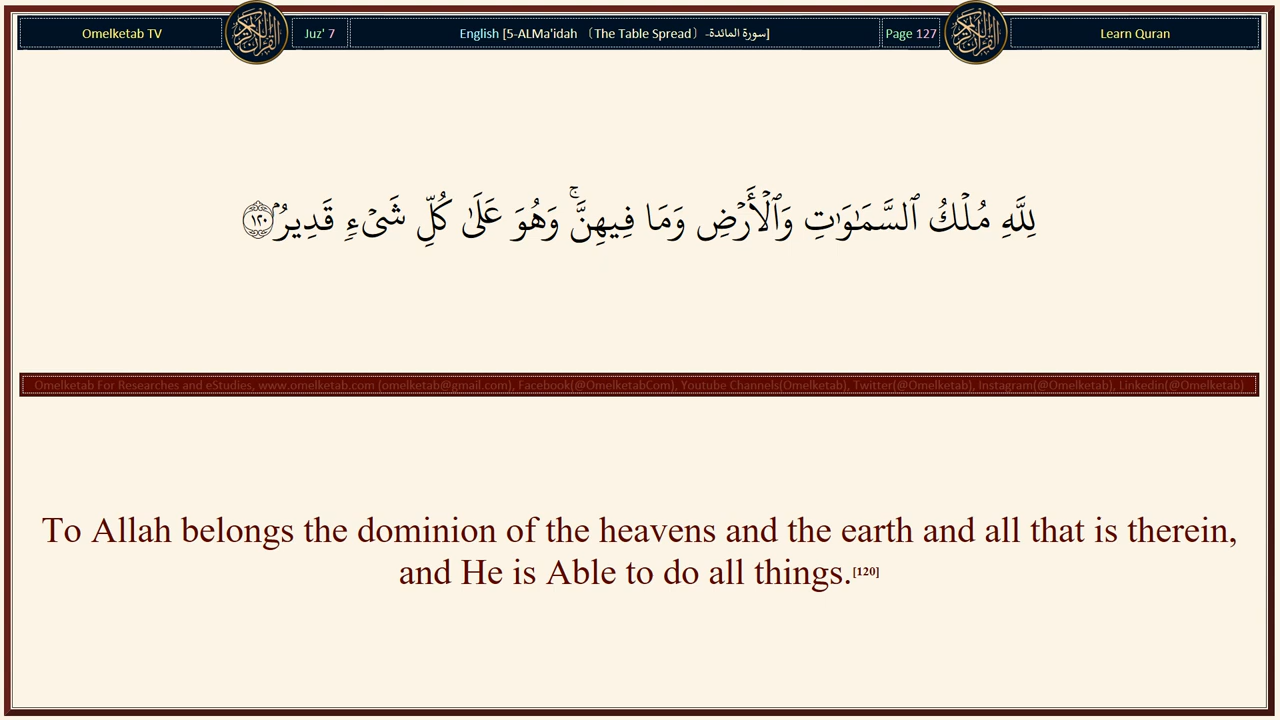 Omelketab TV
Juz' 7
English [5-ALMa'idah （The Table Spread）-سورة المائدة]
Page 127
Learn Quran
لِلَّهِ مُلۡكُ ٱلسَّمَٰوَٰتِ وَٱلۡأَرۡضِ وَمَا فِيهِنَّۚ وَهُوَ عَلَىٰ كُلِّ شَيۡءٖ قَدِيرُۢ ١٢٠
Omelketab For Researches and eStudies, www.omelketab.com (omelketab@gmail.com), Facebook(@OmelketabCom), Youtube Channels(Omelketab), Twitter(@Omelketab), Instagram(@Omelketab), Linkedin(@Omelketab)
To Allah belongs the dominion of the heavens and the earth and all that is therein,
and He is Able to do all things.[120]